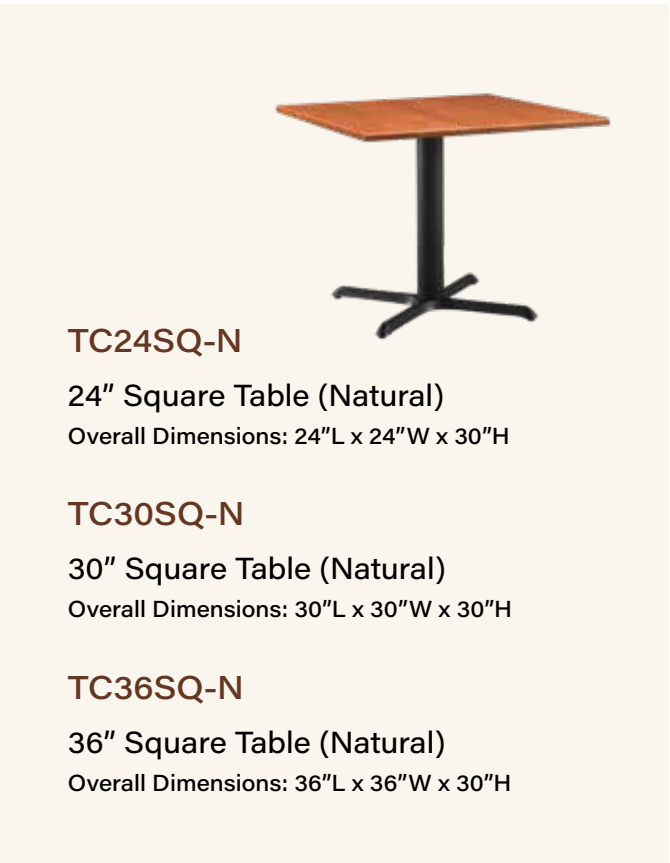 TC24SQ-N
24” Square Table (Natural)
Overall Dimensions: 24”L x 24”W x 30”H
TC30SQ-N
30” Square Table (Natural)
Overall Dimensions: 30”L x 30”W x 30”H
TC36SQ-N
36” Square Table (Natural)
Overall Dimensions: 36”L x 36”W x 30”H